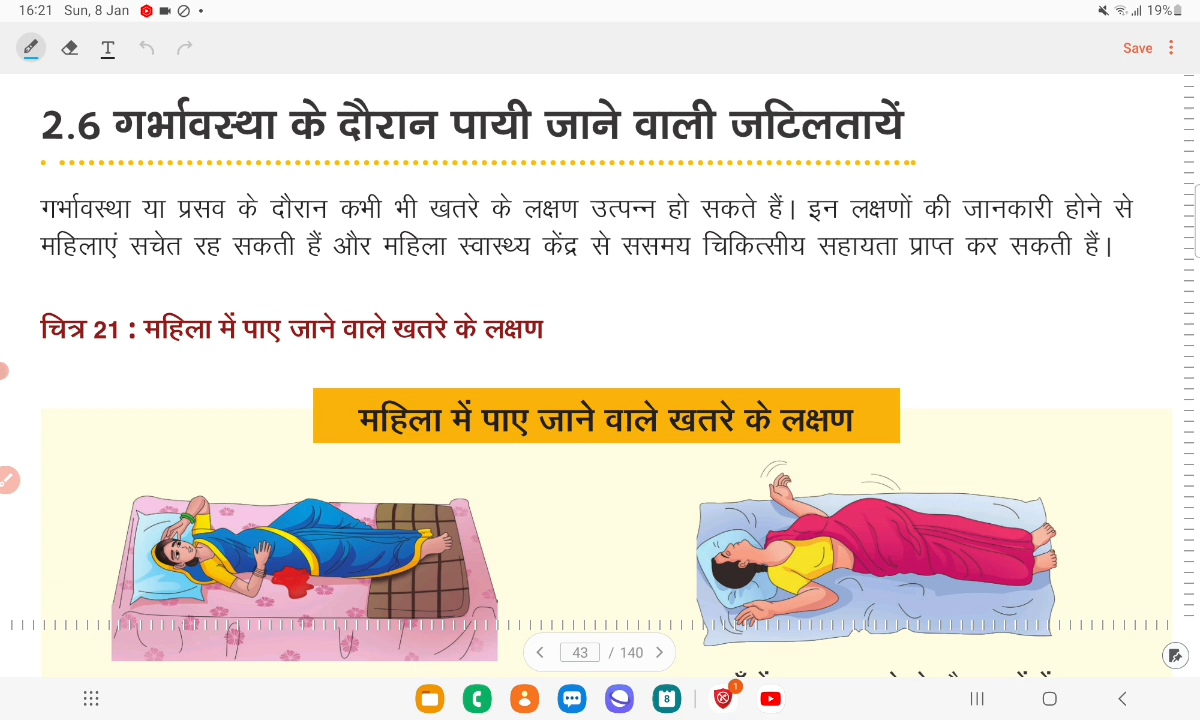 16:21 Sun, 8 Jan
19%
T
Save
2.6 गर्भावस्था के दौरान पायी जाने वाली जटिलतायें
गर्भावस्था या प्रसव के दौरान कभी भी खतरे के लक्षण उत्पन्न हो सकते हैं। इन लक्षणों की जानकारी होने से
महिलाएं सचेत रह सकती हैं और महिला स्वास्थ्य केंद्र से ससमय चिकित्सीय सहायता प्राप्त कर सकती हैं।
चित्र 21 : महिला में पाए जाने वाले खतरे के लक्षण
महिला में पाए जाने वाले खतरे के लक्षण
43 / 140
8
1